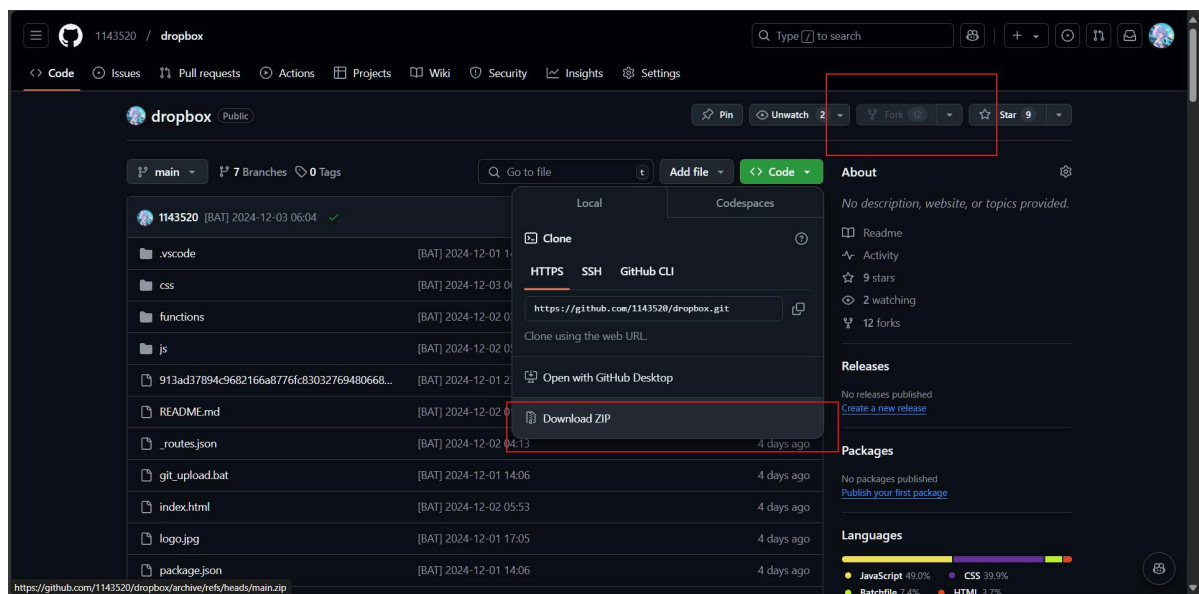 1143520 / dropbox
Type / to search
Code Issues Pull requests Actions Projects Wiki Security Insights Settings
dropbox Public
Pin Unwatch 2 Fork 12 Star 9
main 7 Branches 0 Tags
Go to file t Add file Code
1143520 [BAT] 2024-12-03 06:04
.vscode [BAT] 2024-12-01
css [BAT] 2024-12-03
functions [BAT] 2024-12-02
js [BAT] 2024-12-02
913ad37894c9682166a8776fc83032769480668... [BAT] 2024-12-01
README.md [BAT] 2024-12-02
_routes.json [BAT] 2024-12-02 04:13 4 days ago
git_upload.bat [BAT] 2024-12-01 14:06 4 days ago
index.html [BAT] 2024-12-02 05:53 4 days ago
logo.jpg [BAT] 2024-12-01 17:05 4 days ago
package.json [BAT] 2024-12-01 14:06 4 days ago
Local Codespaces
Clone
HTTPS SSH GitHub CLI
https://github.com/1143520/dropbox.git
Clone using the web URL.
Open with GitHub Desktop
Download ZIP
About
No description, website, or topics provided.
Readme
Activity
9 stars
2 watching
12 forks
Releases
No releases published
Create a new release
Packages
No packages published
Publish your first package
Languages
JavaScript 49.0% CSS 39.9%
Batchfile 7.4% HTML 3.7%
https://github.com/1143520/dropbox/archive/refs/heads/main.zip